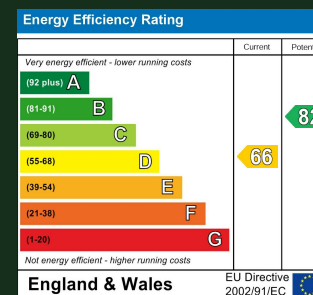 Energy Efficiency Rating
Current
Very energy efficient - lower running costs
(92 plus) A
(81-91) B
(69-80) C
(55-68) D
(39-54) E
(21-38) F
(1-20) G
66
82
Not energy efficient - higher running costs
England & Wales
EU Directive
2002/91/EC